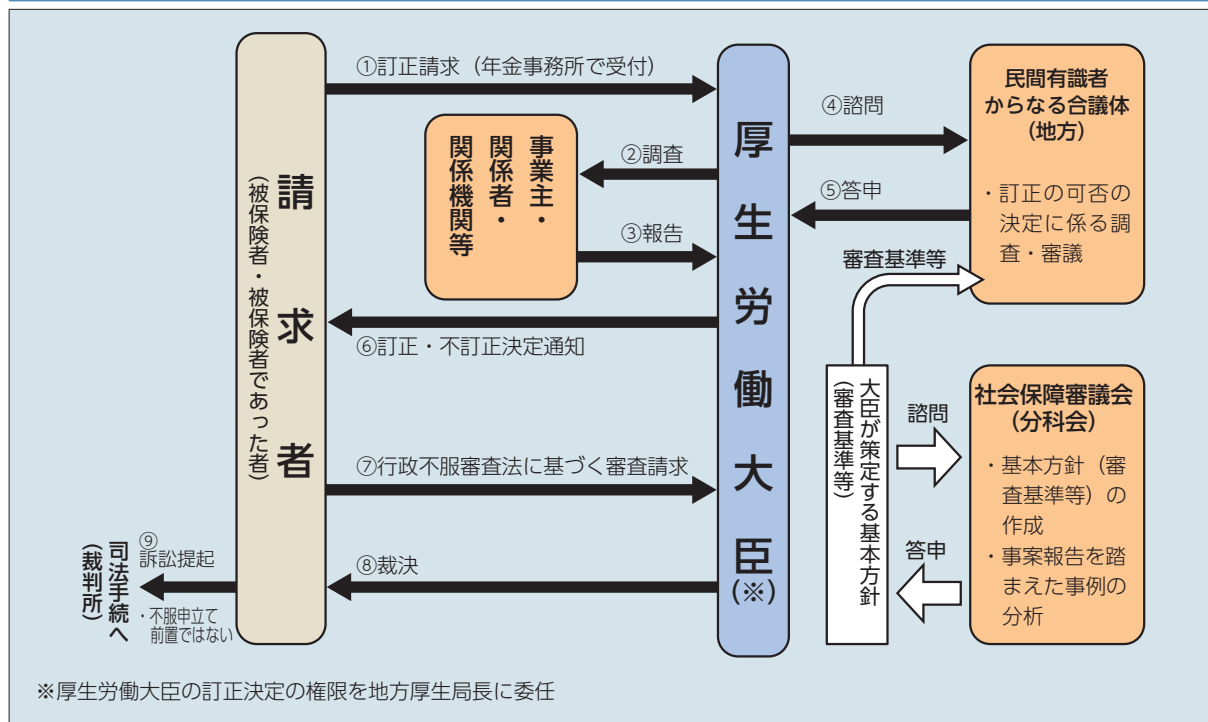 ①訂正請求（年金事務所で受付）
請求者
（被保険者・被保険者であった者）
事業主・
関係者・
関係機関等
②調査
③報告
厚生労働大臣
（※）
④諮問
⑤答申
民間有識者
からなる合議体
（地方）
・訂正の可否の
決定に係る調
査・審議
審査基準等
⑥訂正・不訂正決定通知
大臣が策定する基本方針
（審査基準等）
諮問
答申
社会保障審議会
（分科会）
・基本方針（審
査基準等）の
作成
・事案報告を踏
まえた事例の
分析
⑦行政不服審査法に基づく審査請求
⑧裁決
⑨
訴訟提起
・不服申立て
前置ではない
司法手続へ
（裁判所）
※厚生労働大臣の訂正決定の権限を地方厚生局長に委任